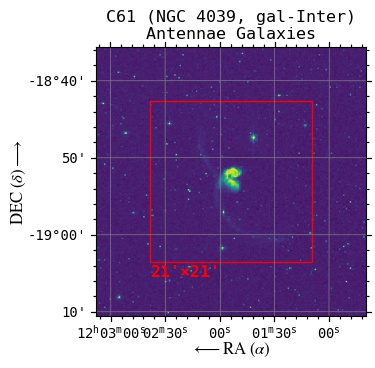 C61 (NGC 4039, gal-Inter)
Antennae Galaxies
-18°40'
50'
-19°00'
10'
DEC (δ) ⟶
21'×21'
12ʰ03ᵐ00ˢ 02ᵐ30ˢ 00ˢ 01ᵐ30ˢ 00ˢ
⟵ RA (α)